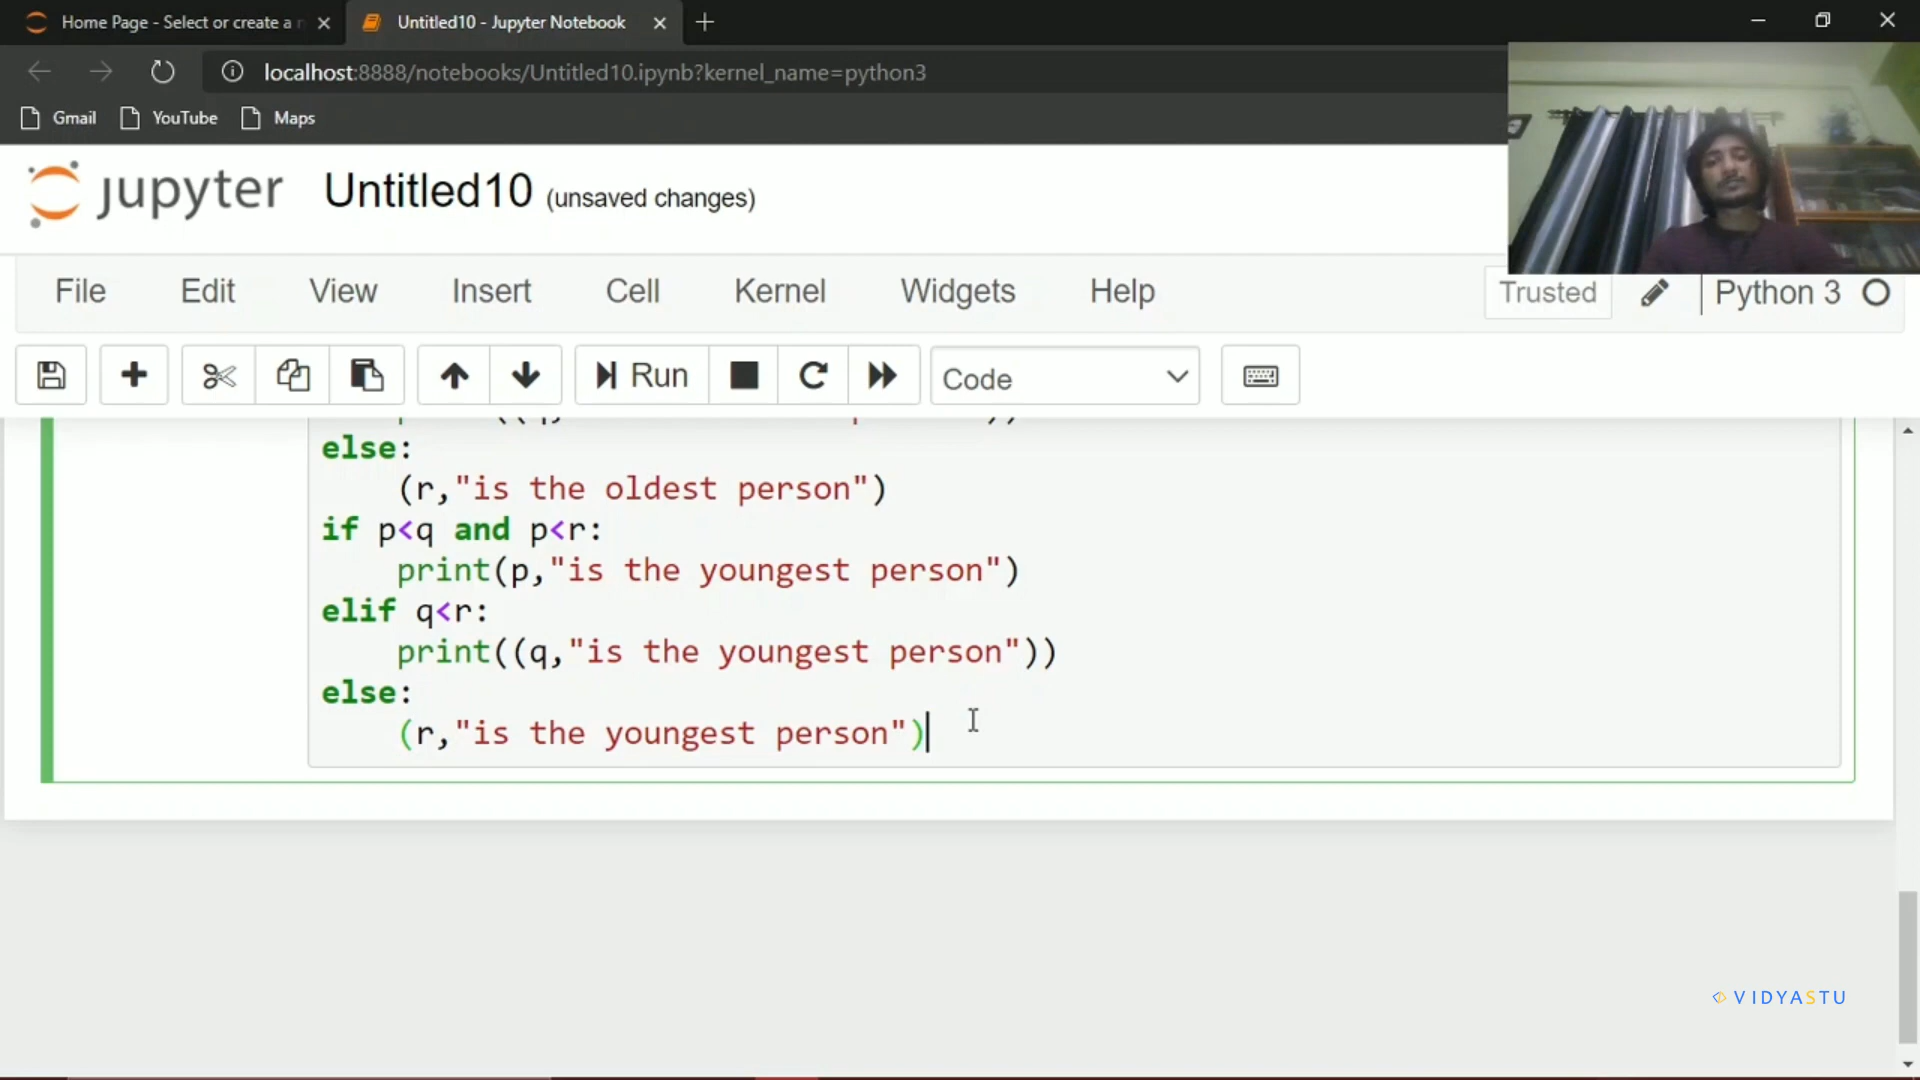 Home Page - Select or create a n
Untitled10 - Jupyter Notebook
localhost:8888/notebooks/Untitled10.ipynb?kernel_name=python3
Gmail YouTube Maps
jupyter Untitled10 (unsaved changes)
File Edit View Insert Cell Kernel Widgets Help Trusted Python 3
Run Code
else:
(r,"is the oldest person")
if p<q and p<r:
print(p,"is the youngest person")
elif q<r:
print((q,"is the youngest person"))
else:
(r,"is the youngest person")
VIDYASTU